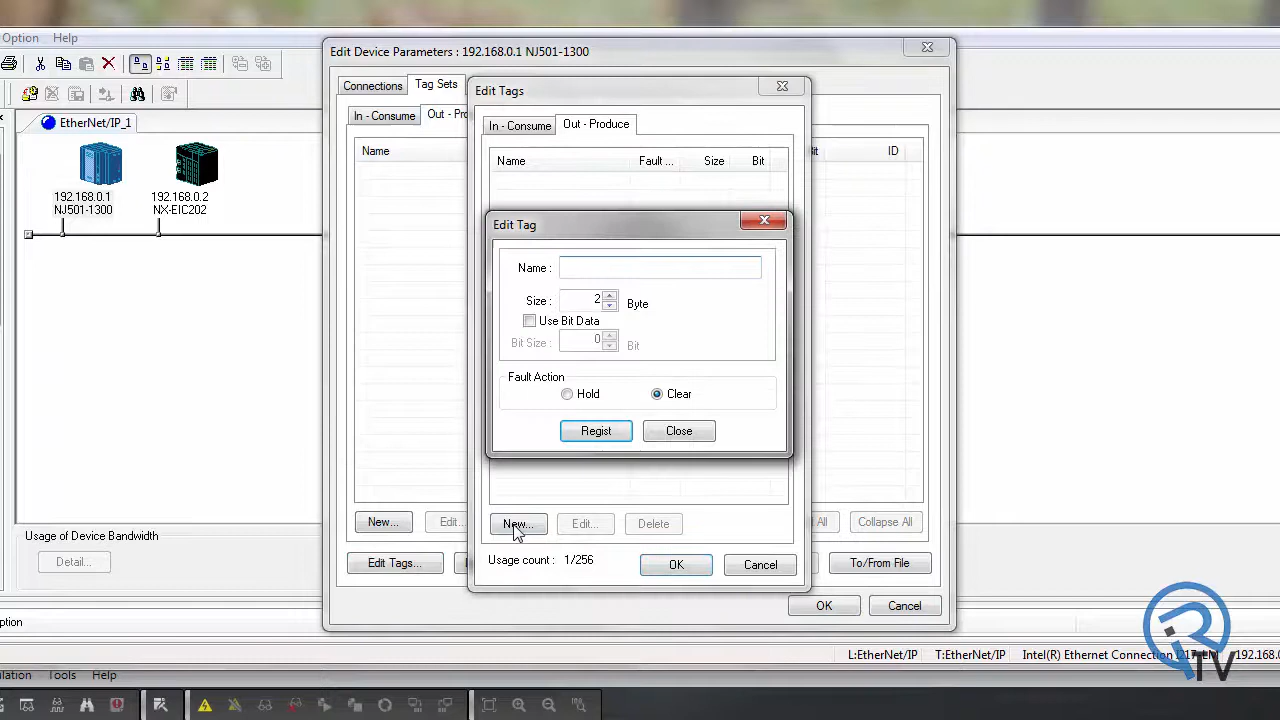 Option Help
Edit Device Parameters : 192.168.0.1 NJ501-1300
Connections Tag Sets
Edit Tags
EtherNet/IP_1
In - Consume
In - Consume Out - Produce
Name ID
Name Fault ... Size Bit
192.168.0.1
NJ501-1300
192.168.0.2
NX-EIC202
Edit Tag
Name :
Size : 2 Byte
Use Bit Data
Bit Size : 0 Bit
Fault Action
Hold Clear
Regist Close
New... Edit... Delete
New... Edit... All Collapse All
Usage of Device Bandwidth
Detail...
Usage count : 1/256 OK Cancel
Edit Tags... To/From File
OK Cancel
L:EtherNet/IP T:EtherNet/IP Intel(R) Ethernet Connection
Tools Help
R TV